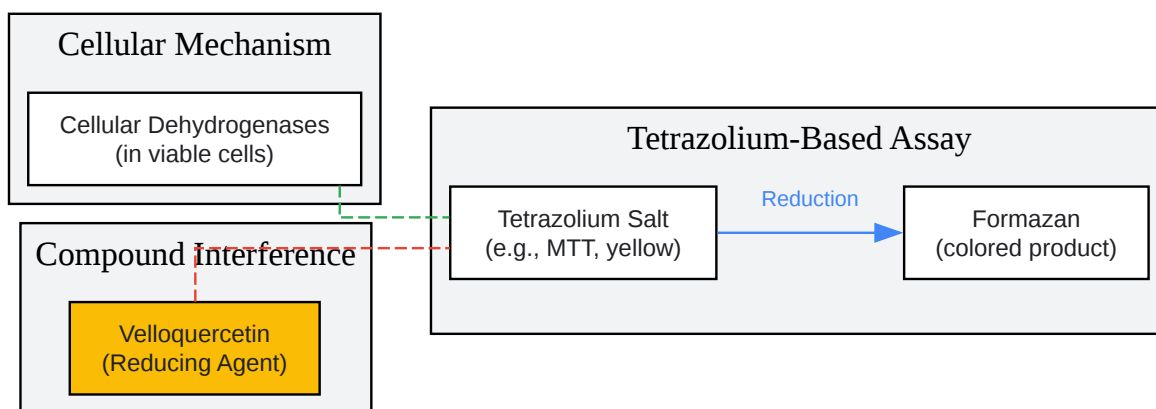 Cellular Mechanism
Cellular Dehydrogenases
(in viable cells)
Compound Interference
Velloquercetin
(Reducing Agent)
Tetrazolium-Based Assay
Tetrazolium Salt
(e.g., MTT, yellow)
Reduction
Formazan
(colored product)